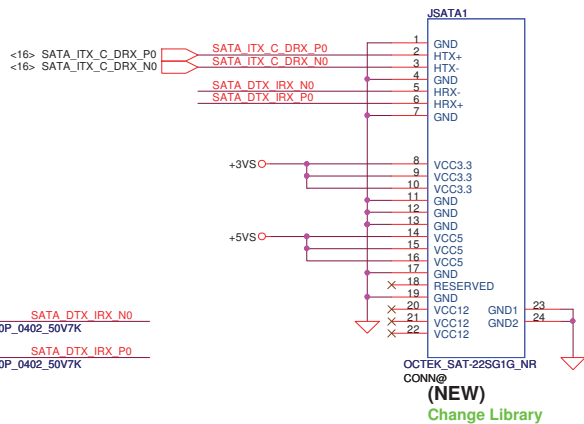 JSATA1
1 GND
<16> SATA_ITX_C_DRX_P0 SATA_ITX_C_DRX_P0 2 HTX+
<16> SATA_ITX_C_DRX_N0 SATA_ITX_C_DRX_N0 3 HTX-
4 GND
SATA_DTX_IRX_N0 5 HRX-
SATA_DTX_IRX_P0 6 HRX+
7 GND
+3VS 8 VCC3.3
9 VCC3.3
10 VCC3.3
11 GND
12 GND
13 GND
+5VS 14 VCC5
15 VCC5
16 VCC5
17 GND
18 RESERVED
19 GND
20 VCC12 GND1 23
21 VCC12 GND2 24
22 VCC12
SATA_DTX_IRX_N0
0P_0402_50V7K
SATA_DTX_IRX_P0
0P_0402_50V7K
OCTEK_SAT-22SG1G_NR
CONN@
(NEW)
Change Library